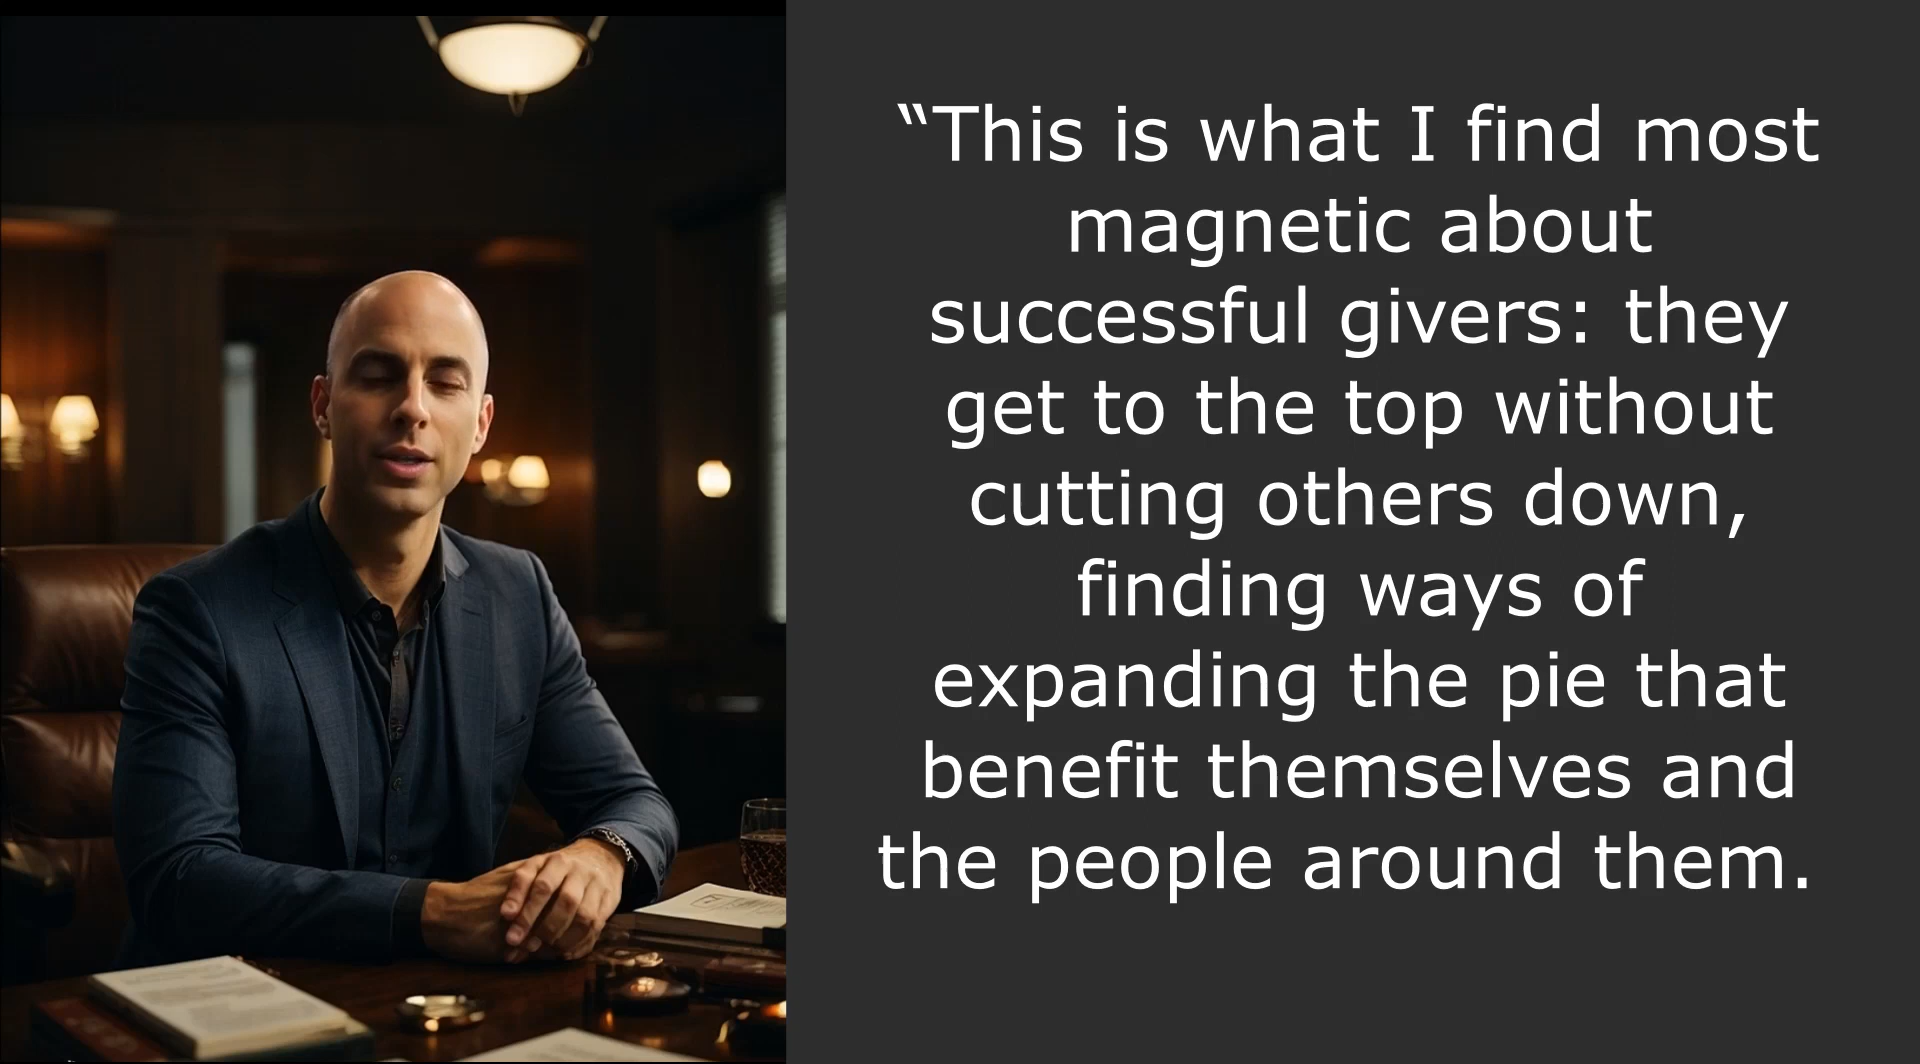 “This is what I find most
magnetic about
successful givers: they
get to the top without
cutting others down,
finding ways of
expanding the pie that
benefit themselves and
the people around them.